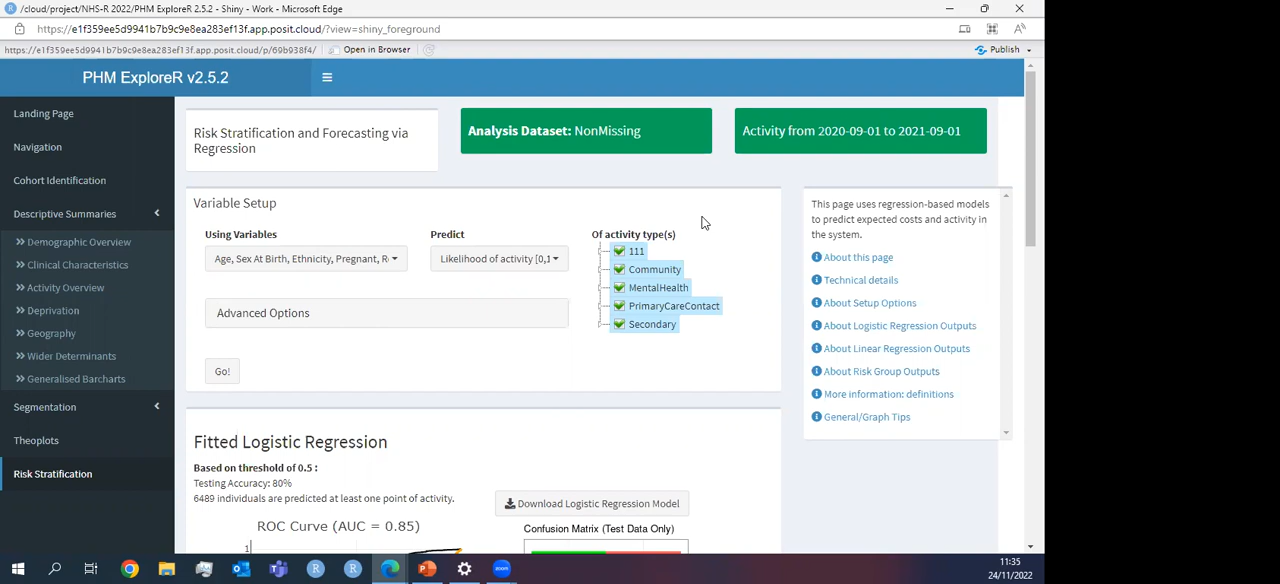 /cloud/project/NHS-R 2022/PHM ExploreR v2.5.2 - Shiny - Work - Microsoft Edge
https://e1f359ee5d9941b7b9c9e8ea283ef13f.app.posit.cloud/?view=shiny_foreground
https://e1f359ee5d9941b7b9c9e8ea283ef13f.app.posit.cloud/p/69b938f4/ Open in Browser Publish
PHM ExploreR v2.5.2
Landing Page
Navigation
Cohort Identification
Descriptive Summaries
Demographic Overview
Clinical Characteristics
Activity Overview
Deprivation
Geography
Wider Determinants
Generalised Barcharts
Segmentation
Theoplots
Risk Stratification
Risk Stratification and Forecasting via
Regression
Analysis Dataset: NonMissing
Activity from 2020-09-01 to 2021-09-01
Variable Setup
Using Variables
Age, Sex At Birth, Ethnicity, Pregnant, R
Predict
Likelihood of activity [0,1
Of activity type(s)
111
Community
MentalHealth
PrimaryCareContact
Secondary
Advanced Options
Go!
This page uses regression-based models
to predict expected costs and activity in
the system.
About this page
Technical details
About Setup Options
About Logistic Regression Outputs
About Linear Regression Outputs
About Risk Group Outputs
More information: definitions
General/Graph Tips
Fitted Logistic Regression
Based on threshold of 0.5 :
Testing Accuracy: 80%
6489 individuals are predicted at least one point of activity.
Download Logistic Regression Model
ROC Curve (AUC = 0.85)
1
Confusion Matrix (Test Data Only)
11:35
24/11/2022